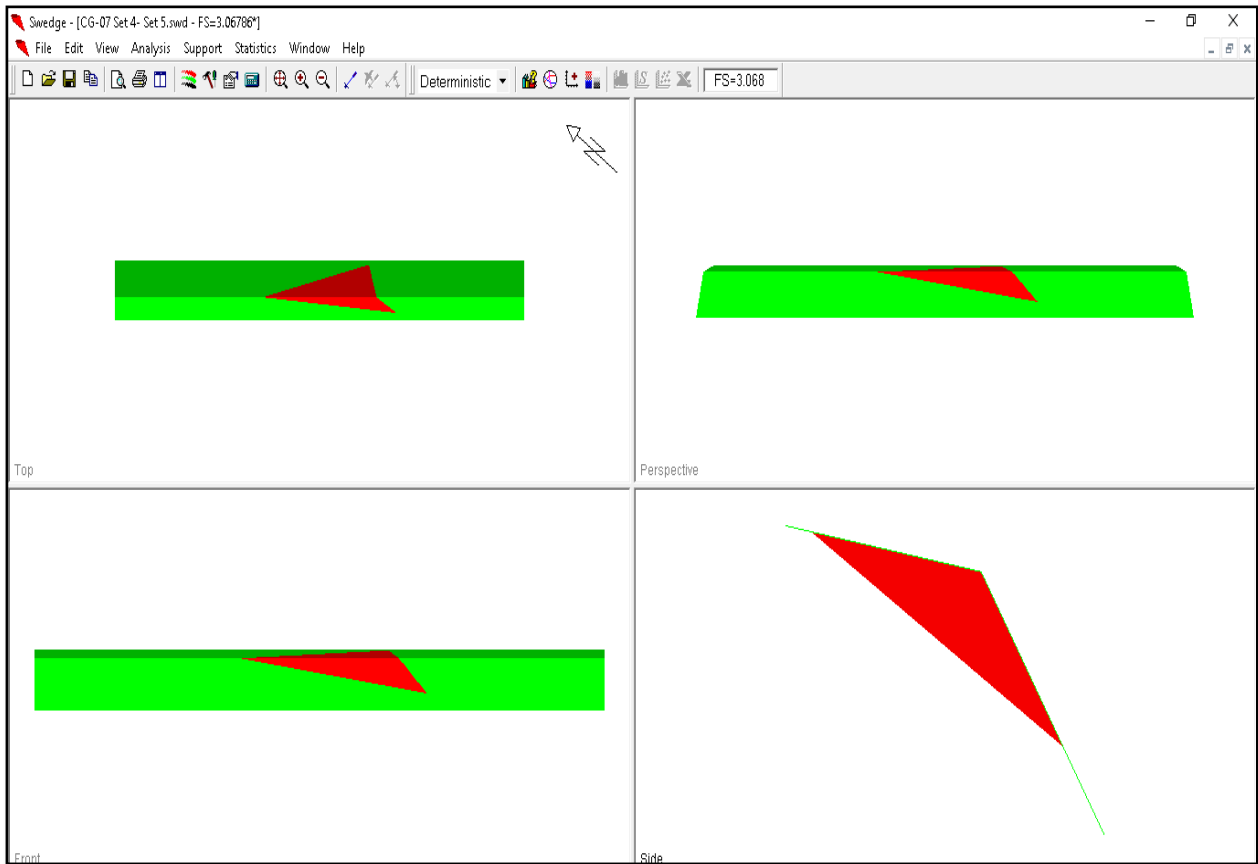 Swedge - [CG-07 Set 4- Set 5.swd - FS=3.06786*]
File Edit View Analysis Support Statistics Window Help
Deterministic FS=3.068
Top
Perspective
Front
Side